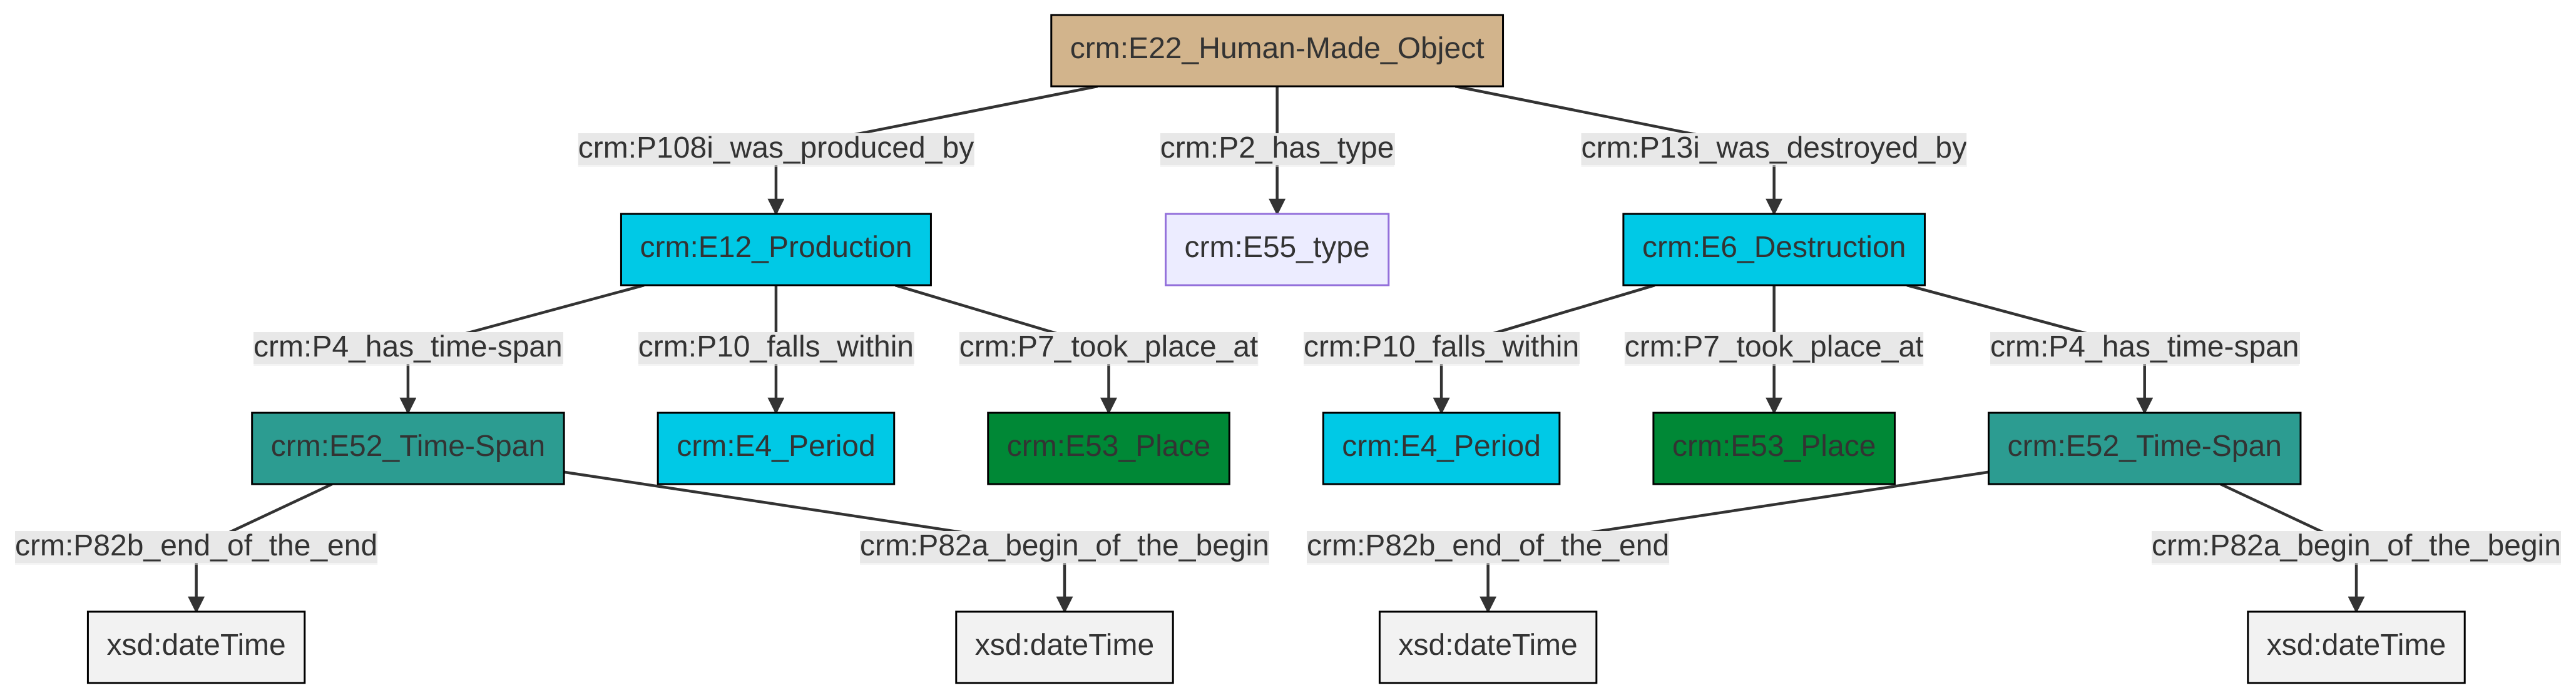 crm:E22_Human-Made_Object
crm:P108i_was_produced_by
crm:P2_has_type
crm:P13i_was_destroyed_by
crm:E12_Production
crm:E55_type
crm:E6_Destruction
crm:P4_has_time-span
crm:P10_falls_within
crm:P7_took_place_at
crm:P10_falls_within
crm:P7_took_place_at
crm:P4_has_time-span
crm:E52_Time-Span
crm:E4_Period
crm:E53_Place
crm:E4_Period
crm:E53_Place
crm:E52_Time-Span
crm:P82b_end_of_the_end
crm:P82a_begin_of_the_begin
crm:P82b_end_of_the_end
crm:P82a_begin_of_the_begin
xsd:dateTime
xsd:dateTime
xsd:dateTime
xsd:dateTime